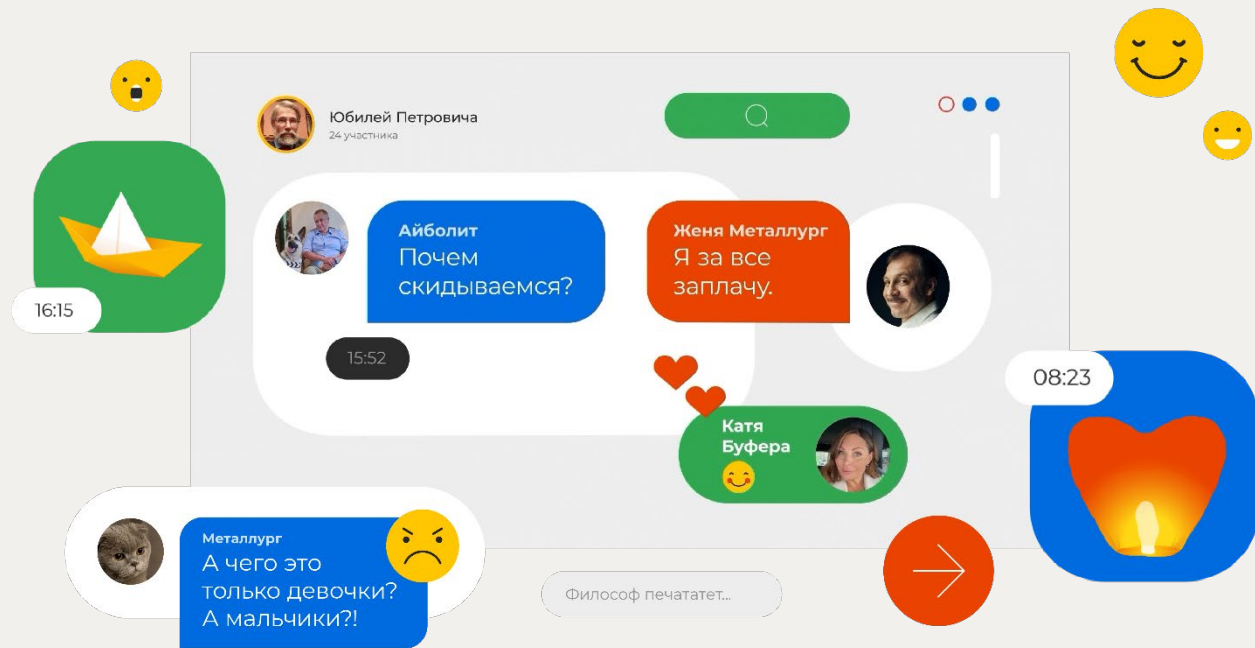 Юбилей Петровича
24 участника
16:15
Айболит
Почем
скидываемся?
15:52
Женя Металлург
Я за все
заплачу.
08:23
Катя
Буфера
Металлург
А чего это
только девочки?
А мальчики?!
Философ печататет...